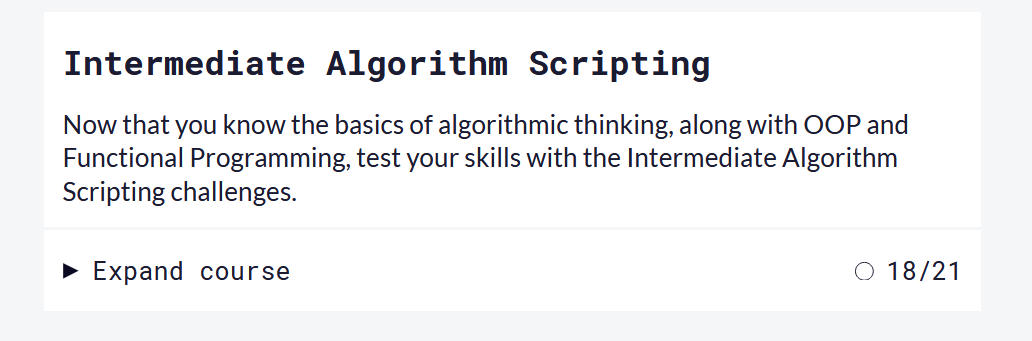 Intermediate Algorithm Scripting
Now that you know the basics of algorithmic thinking, along with OOP and
Functional Programming, test your skills with the Intermediate Algorithm
Scripting challenges.
Expand course
18/21